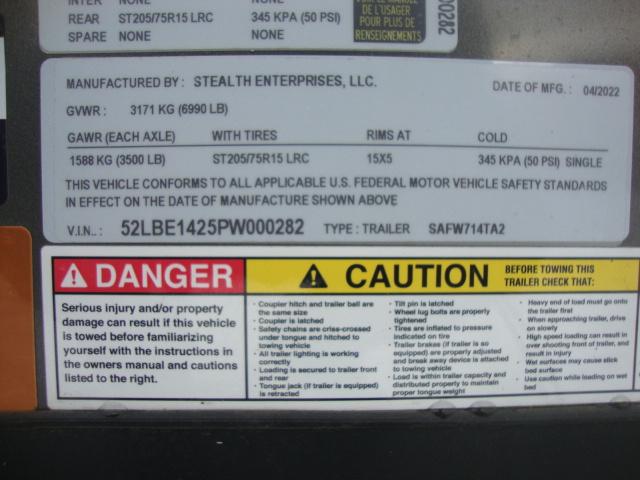 INTER NONE NONE
REAR ST205/75R15 LRC 345 KPA (50 PSI)
SPARE NONE NONE
LE MANUEL DE
L'USAGER
POUR PLUS DE
RENSEIGNEMENTS
00282
MANUFACTURED BY: STEALTH ENTERPRISES, LLC. DATE OF MFG.: 04/2022
GVWR: 3171 KG (6990 LB)
GAWR (EACH AXLE) WITH TIRES RIMS AT COLD
1588 KG (3500 LB) ST205/75R15 LRC 15X5 345 KPA (50 PSI) SINGLE
THIS VEHICLE CONFORMS TO ALL APPLICABLE U.S. FEDERAL MOTOR VEHICLE SAFETY STANDARDS
IN EFFECT ON THE DATE OF MANUFACTURE SHOWN ABOVE
V.I.N.: 52LBE1425PW000282 TYPE: TRAILER SAFW714TA2
DANGER
Serious injury and/or property
damage can result if this vehicle
is towed before familiarizing
yourself with the instructions in
the owners manual and cautions
listed to the right.
CAUTION BEFORE TOWING THIS
TRAILER CHECK THAT:
· Coupler hitch and trailer ball are
the same size
· Coupler is latched
· Safety chains are criss-crossed
under tongue and hitched to
towing vehicle
· All trailer lighting is working
correctly
· Loading is secured to trailer front
and rear
· Tongue jack (if trailer is equipped)
is retracted
· Tilt pin is latched
· Wheel lug bolts are properly
tightened
· Tires are inflated to pressure
indicated on tire
· Trailer brakes (if trailer is so
equipped) are properly adjusted
and break away device is attached
to towing vehicle
· Load is within trailer capacity and
distributed properly to maintain
proper tongue weight
· Heavy end of load must go onto
the trailer first
· When approaching trailer, drive
on slowly
· High speed loading can result in
over shooting front of trailer, and
result in injury
· Wet surfaces may cause slick
bed surface
· Use caution while loading on wet
bed